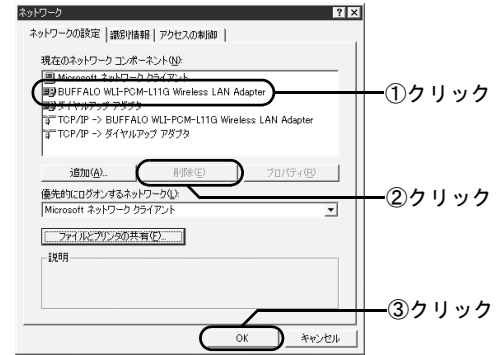 ネットワーク
ネットワークの設定 識別情報 アクセスの制御
現在のネットワーク コンポーネント(N):
Microsoft ネットワーク クライアント
BUFFALO WLI-PCM-L11G Wireless LAN Adapter
①クリック
ダイヤルアップ アダプタ
TCP/IP -> BUFFALO WLI-PCM-L11G Wireless LAN Adapter
TCP/IP -> ダイヤルアップ アダプタ
追加(A)... 削除(E) プロパティ(R)
②クリック
優先的にログオンするネットワーク(L):
Microsoft ネットワーク クライアント
ファイルとプリンタの共有(F)...
説明
③クリック
OK キャンセル